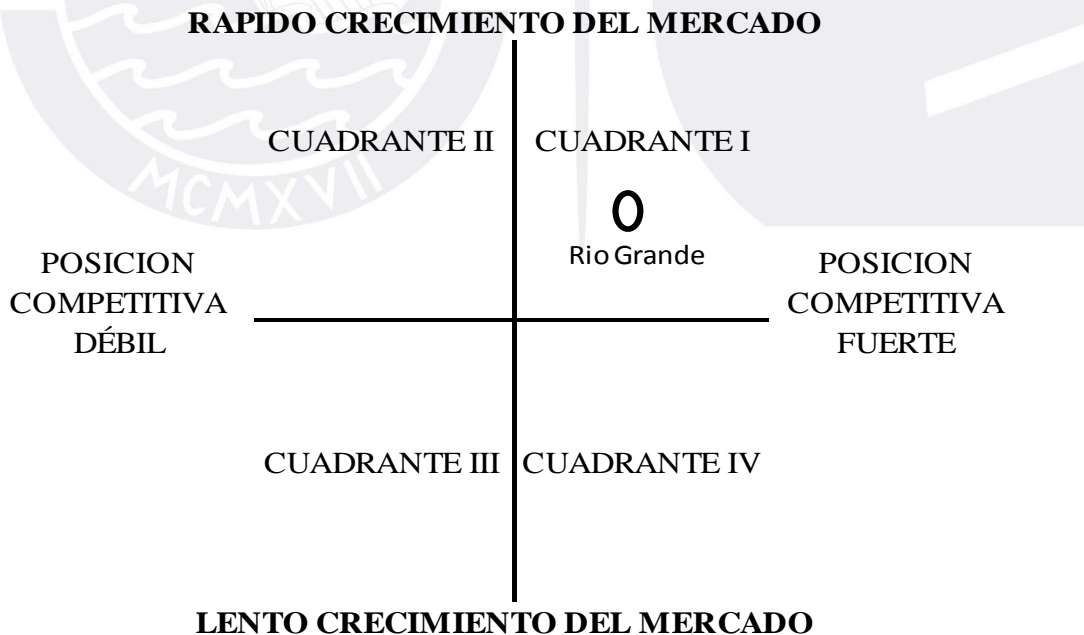 RAPIDO CRECIMIENTO DEL MERCADO
CUADRANTE II
CUADRANTE I
MCMXVII
Rio Grande
POSICION
COMPETITIVA
DÉBIL
POSICION
COMPETITIVA
FUERTE
CUADRANTE III
CUADRANTE IV
LENTO CRECIMIENTO DEL MERCADO